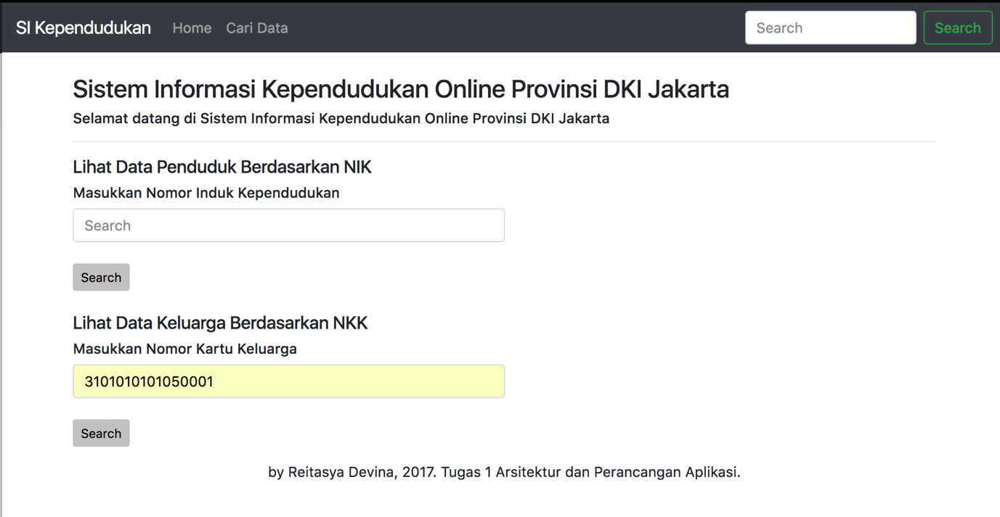 SI Kependudukan Home Cari Data Search Search
Sistem Informasi Kependudukan Online Provinsi DKI Jakarta
Selamat datang di Sistem Informasi Kependudukan Online Provinsi DKI Jakarta
Lihat Data Penduduk Berdasarkan NIK
Masukkan Nomor Induk Kependudukan
Search
Search
Lihat Data Keluarga Berdasarkan NKK
Masukkan Nomor Kartu Keluarga
3101010101050001
Search
by Reitasya Devina, 2017. Tugas 1 Arsitektur dan Perancangan Aplikasi.